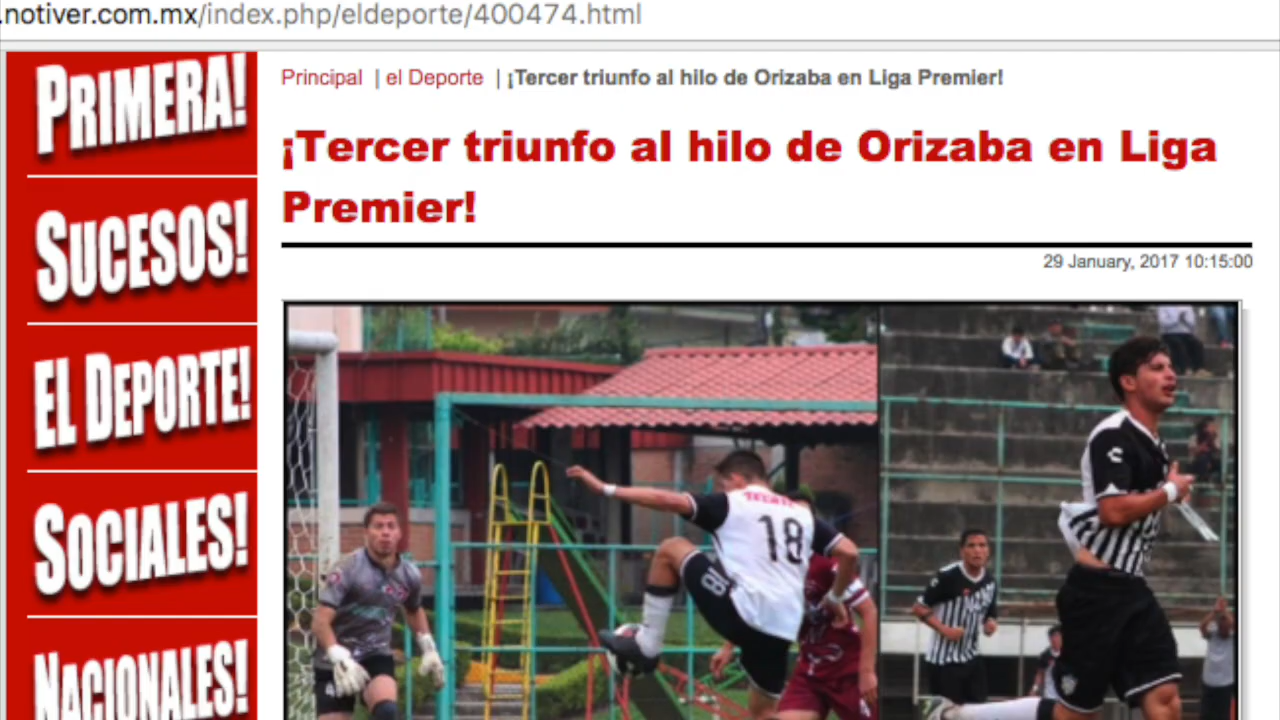 .notiver.com.mx/index.php/eldeporte/400474.html
PRIMERA!
SUCESOS!
EL DEPORTE!
SOCIALES!
NACIONALES!
Principal | el Deporte | ¡Tercer triunfo al hilo de Orizaba en Liga Premier!
¡Tercer triunfo al hilo de Orizaba en Liga
Premier!
29 January, 2017 10:15:00
18
18